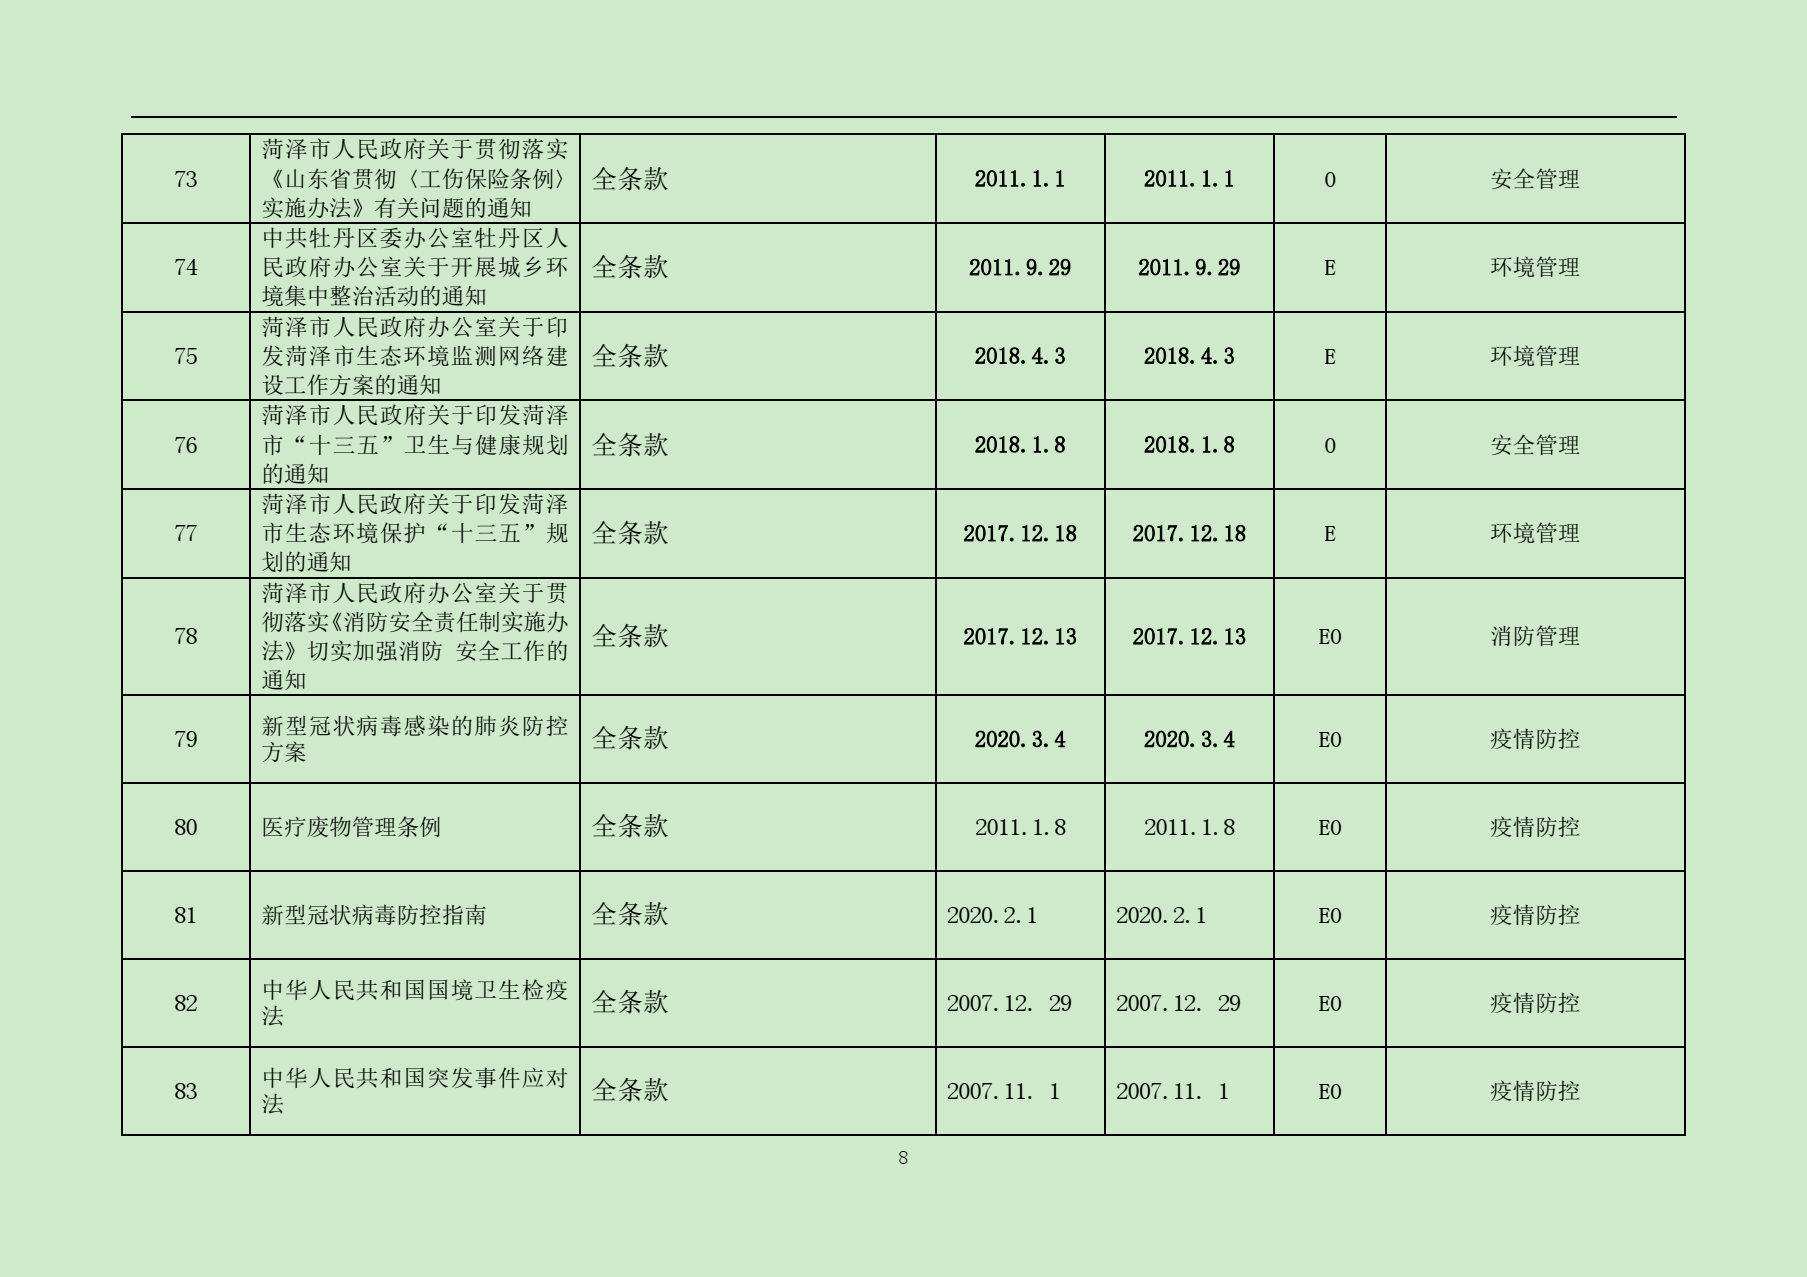 菏泽市人民政府关于贯彻落实
73 《山东省贯彻〈工伤保险条例〉 全条款 2011.1.1 2011.1.1 O 安全管理
实施办法》有关问题的通知
中共牡丹区委办公室牡丹区人
74 民政府办公室关于开展城乡环 全条款 2011.9.29 2011.9.29 E 环境管理
境集中整治活动的通知
菏泽市人民政府办公室关于印
75 发菏泽市生态环境监测网络建 全条款 2018.4.3 2018.4.3 E 环境管理
设工作方案的通知
菏泽市人民政府关于印发菏泽
76 市“十三五”卫生与健康规划 全条款 2018.1.8 2018.1.8 O 安全管理
的通知
菏泽市人民政府关于印发菏泽
77 市生态环境保护“十三五”规 全条款 2017.12.18 2017.12.18 E 环境管理
划的通知
菏泽市人民政府办公室关于贯
彻落实《消防安全责任制实施办
78 法》切实加强消防 安全工作的 全条款 2017.12.13 2017.12.13 EO 消防管理
通知
79 新型冠状病毒感染的肺炎防控 全条款 2020.3.4 2020.3.4 EO 疫情防控
方案
80 医疗废物管理条例 全条款 2011.1.8 2011.1.8 EO 疫情防控
81 新型冠状病毒防控指南 全条款 2020.2.1 2020.2.1 EO 疫情防控
82 中华人民共和国国境卫生检疫 全条款 2007.12. 29 2007.12. 29 EO 疫情防控
法
83 中华人民共和国突发事件应对 全条款 2007.11. 1 2007.11. 1 EO 疫情防控
法
8